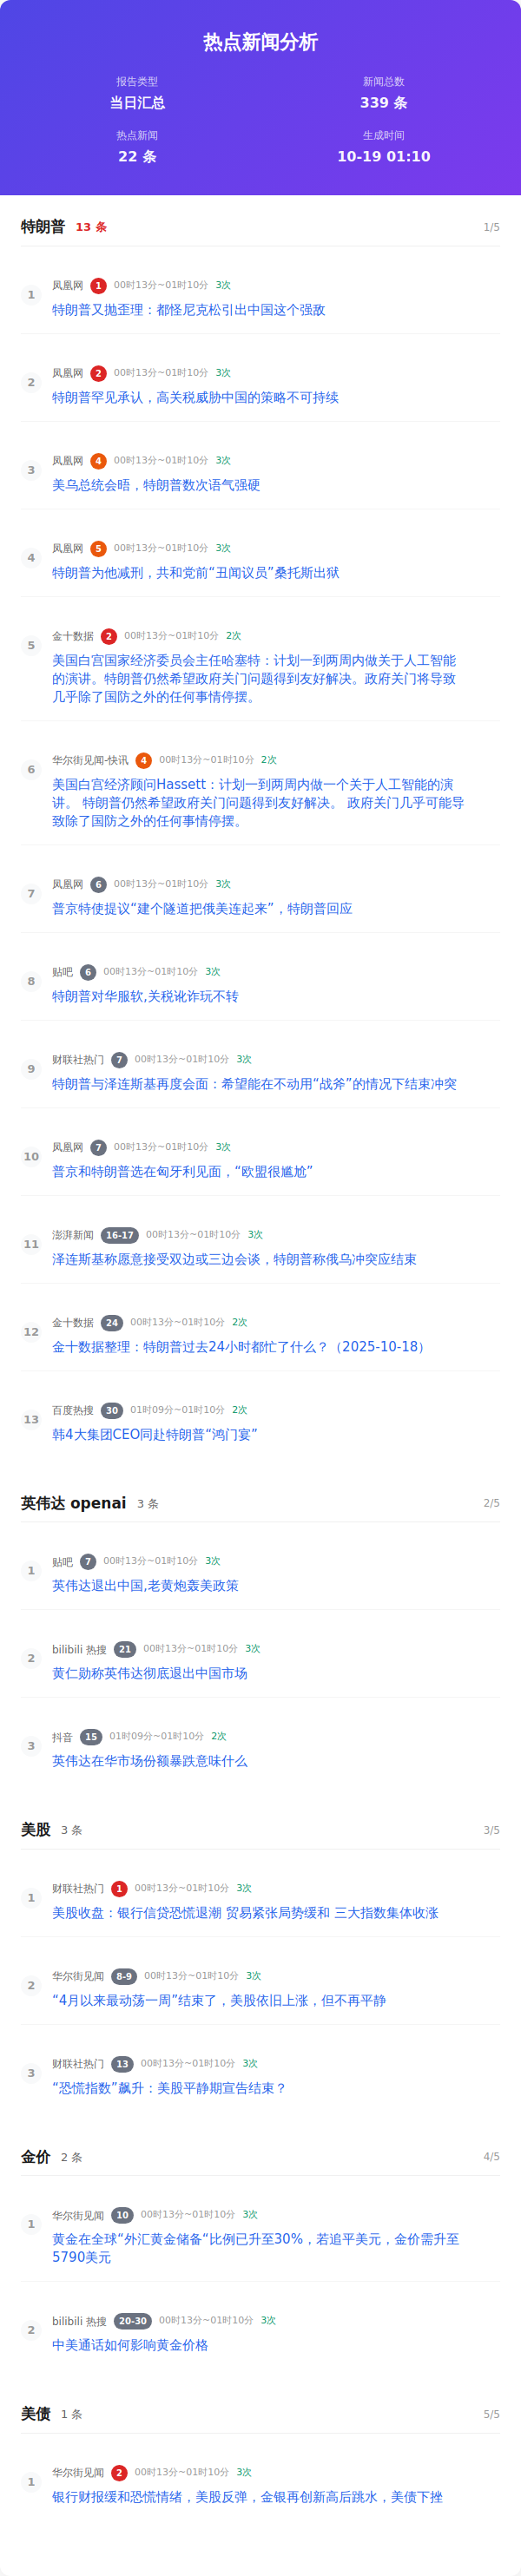 热点新闻分析
报告类型
新闻总数
当日汇总
339 条
热点新闻
生成时间
22 条
10-19 01:10
特朗普 13 条 1/5
1
凤凰网 1 00时13分~01时10分 3次
特朗普又抛歪理：都怪尼克松引出中国这个强敌
2
凤凰网 2 00时13分~01时10分 3次
特朗普罕见承认，高关税威胁中国的策略不可持续
3
凤凰网 4 00时13分~01时10分 3次
美乌总统会晤，特朗普数次语气强硬
4
凤凰网 5 00时13分~01时10分 3次
特朗普为他减刑，共和党前“丑闻议员”桑托斯出狱
5
金十数据 2 00时13分~01时10分 2次
美国白宫国家经济委员会主任哈塞特：计划一到两周内做关于人工智能
的演讲。特朗普仍然希望政府关门问题得到友好解决。政府关门将导致
几乎除了国防之外的任何事情停摆。
6
华尔街见闻-快讯 4 00时13分~01时10分 2次
美国白宫经济顾问Hassett：计划一到两周内做一个关于人工智能的演
讲。 特朗普仍然希望政府关门问题得到友好解决。 政府关门几乎可能导
致除了国防之外的任何事情停摆。
7
凤凰网 6 00时13分~01时10分 3次
普京特使提议“建个隧道把俄美连起来”，特朗普回应
8
贴吧 6 00时13分~01时10分 3次
特朗普对华服软,关税讹诈玩不转
9
财联社热门 7 00时13分~01时10分 3次
特朗普与泽连斯基再度会面：希望能在不动用“战斧”的情况下结束冲突
10
凤凰网 7 00时13分~01时10分 3次
普京和特朗普选在匈牙利见面，“欧盟很尴尬”
11
澎湃新闻 16-17 00时13分~01时10分 3次
泽连斯基称愿意接受双边或三边会谈，特朗普称俄乌冲突应结束
12
金十数据 24 00时13分~01时10分 2次
金十数据整理：特朗普过去24小时都忙了什么？（2025-10-18）
13
百度热搜 30 01时09分~01时10分 2次
韩4大集团CEO同赴特朗普“鸿门宴”
英伟达 openai 3 条 2/5
1
贴吧 7 00时13分~01时10分 3次
英伟达退出中国,老黄炮轰美政策
2
bilibili 热搜 21 00时13分~01时10分 3次
黄仁勋称英伟达彻底退出中国市场
3
抖音 15 01时09分~01时10分 2次
英伟达在华市场份额暴跌意味什么
美股 3 条 3/5
1
财联社热门 1 00时13分~01时10分 3次
美股收盘：银行信贷恐慌退潮 贸易紧张局势缓和 三大指数集体收涨
2
华尔街见闻 8-9 00时13分~01时10分 3次
“4月以来最动荡一周”结束了，美股依旧上涨，但不再平静
3
财联社热门 13 00时13分~01时10分 3次
“恐慌指数”飙升：美股平静期宣告结束？
金价 2 条 4/5
1
华尔街见闻 10 00时13分~01时10分 3次
黄金在全球“外汇黄金储备“比例已升至30%，若追平美元，金价需升至
5790美元
2
bilibili 热搜 20-30 00时13分~01时10分 3次
中美通话如何影响黄金价格
美债 1 条 5/5
1
华尔街见闻 2 00时13分~01时10分 3次
银行财报缓和恐慌情绪，美股反弹，金银再创新高后跳水，美债下挫